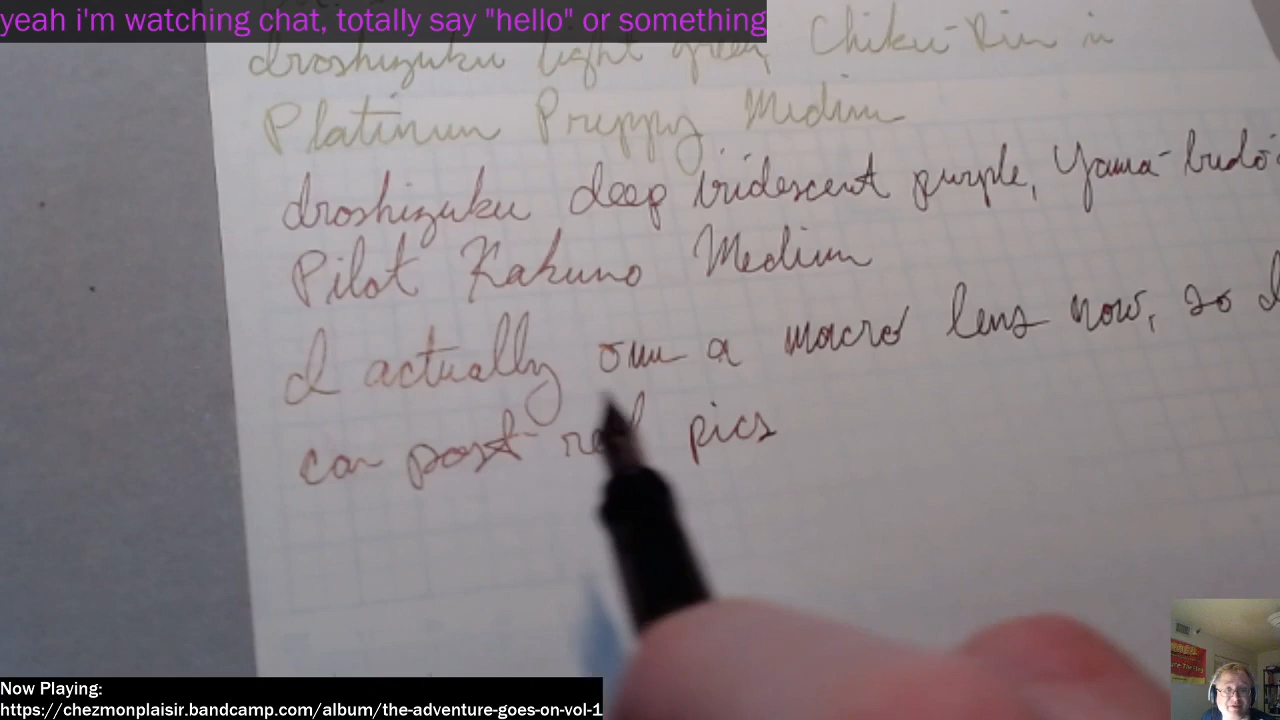 yeah i'm watching chat, totally say "hello" or something
iroshizuku light green, Chiku-Rin in
Platinum Preppy Medium
iroshizuku deep iridescent purple, Yama-budo
Pilot Kakuno Medium
I actually own a macro lens now, so I
can post real pics
Now Playing:
https://chezmonplaisir.bandcamp.com/album/the-adventure-goes-on-vol-1